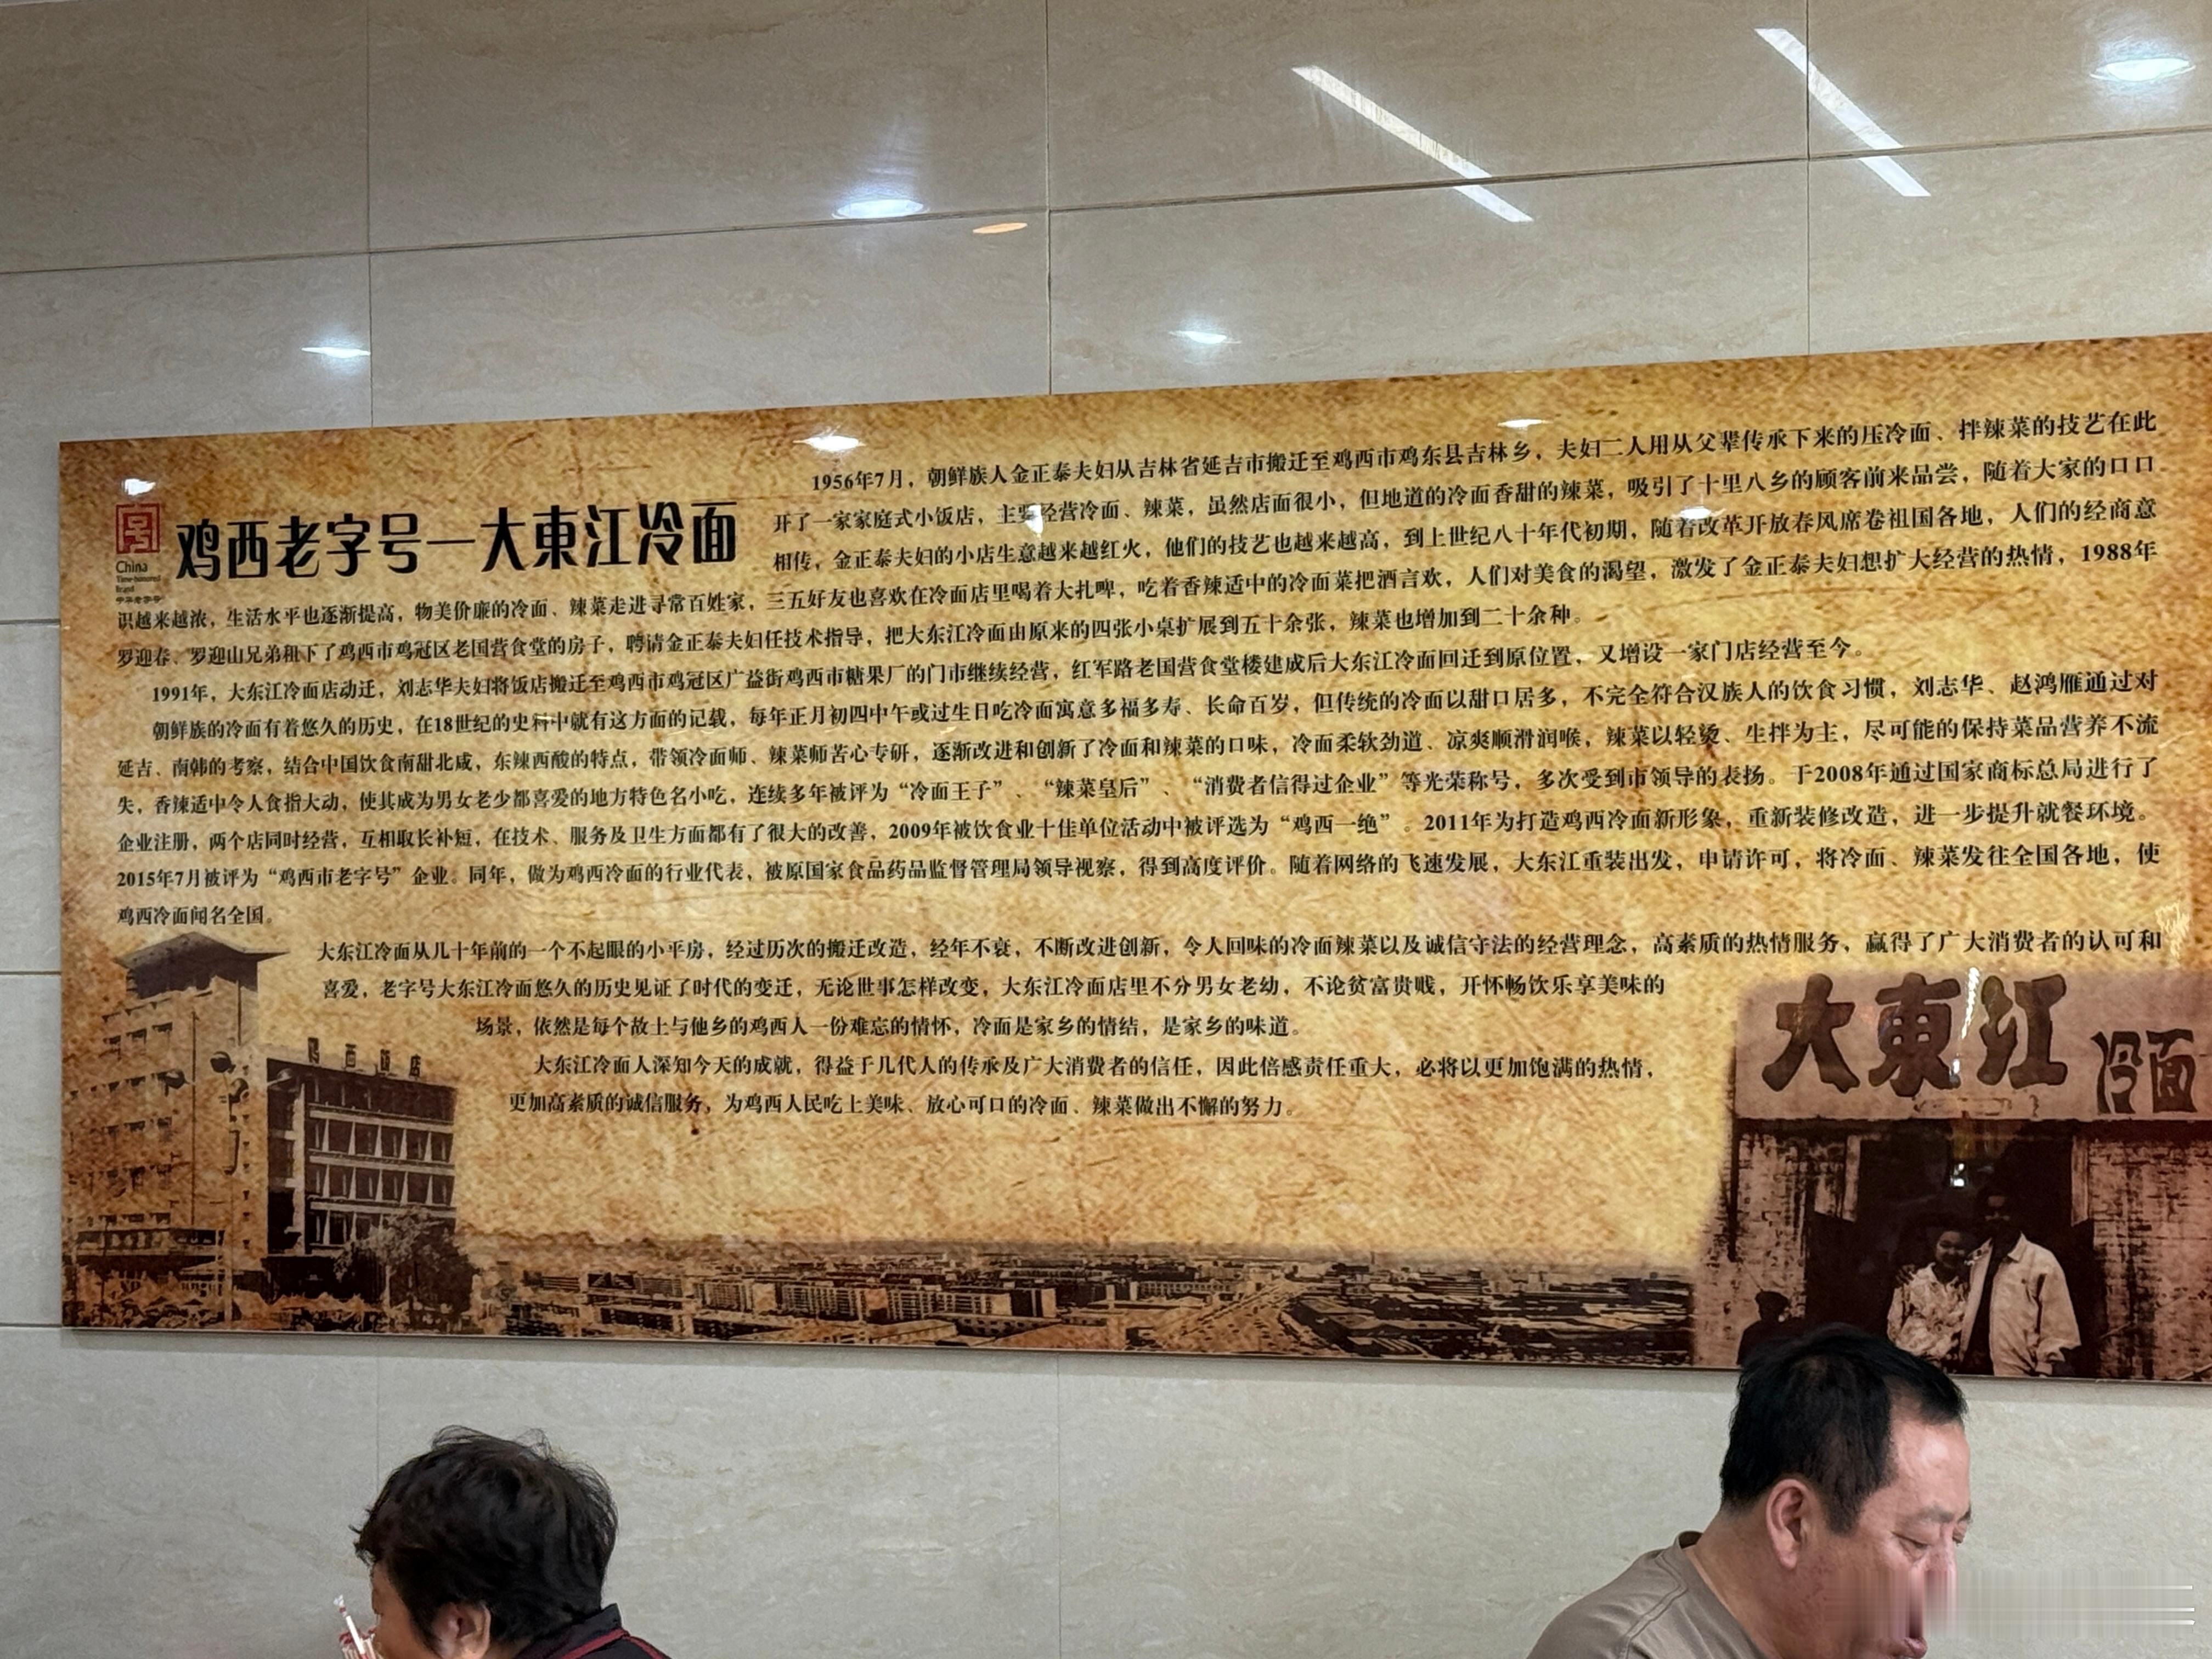 鸡西老字号—大東江冷面
China
Time-honored
Brand
中华老字号
1956年7月，朝鲜族人金正泰夫妇从吉林省延吉市搬迁至鸡西市鸡东县吉林乡，夫妇二人用从父辈传承下来的压冷面、拌辣菜的技艺在此
开了一家家庭式小饭店，主要经营冷面、辣菜，虽然店面很小，但地道的冷面香甜的辣菜，吸引了十里八乡的顾客前来品尝，随着大家的口口
相传，金正泰夫妇的小店生意越来越红火，他们的技艺也越来越高，到上世纪八十年代初期，随着改革开放春风席卷祖国各地，人们的经商意
识越来越浓，生活水平也逐渐提高，物美价廉的冷面、辣菜走进寻常百姓家，三五好友也喜欢在冷面店里喝着大扎啤，吃着香辣适中的冷面菜把酒言欢，人们对美食的渴望，激发了金正泰夫妇想扩大经营的热情，1988年
罗迎春、罗迎山兄弟租下了鸡西市鸡冠区老国营食堂的房子，聘请金正泰夫妇任技术指导，把大东江冷面由原来的四张小桌扩展到五十余张，辣菜也增加到二十余种。
1991年，大东江冷面店动迁，刘志华夫妇将饭店搬迁至鸡西市鸡冠区广益街鸡西市糖果厂的门市继续经营，红军路老国营食堂楼建成后大东江冷面回迁到原位置，又增设一家门店经营至今。
朝鲜族的冷面有着悠久的历史，在18世纪的史料中就有这方面的记载，每年正月初四中午或过生日吃冷面寓意多福多寿、长命百岁，但传统的冷面以甜口居多，不完全符合汉族人的饮食习惯，刘志华、赵鸿雁通过对
延吉、南韩的考察，结合中国饮食南甜北咸，东辣西酸的特点，带领冷面师、辣菜师苦心专研，逐渐改进和创新了冷面和辣菜的口味，冷面柔软劲道、凉爽顺滑润喉，辣菜以轻烫、生拌为主，尽可能的保持菜品营养不流
失，香辣适中令人食指大动，使其成为男女老少都喜爱的地方特色名小吃，连续多年被评为“冷面王子”、“辣菜皇后”、“消费者信得过企业”等光荣称号，多次受到市领导的表扬。于2008年通过国家商标总局进行了
企业注册，两个店同时经营，互相取长补短，在技术、服务及卫生方面都有了很大的改善，2009年被饮食业十佳单位活动中被评选为“鸡西一绝”。2011年为打造鸡西冷面新形象，重新装修改造，进一步提升就餐环境。
2015年7月被评为“鸡西市老字号”企业。同年，做为鸡西冷面的行业代表，被原国家食品药品监督管理局领导视察，得到高度评价。随着网络的飞速发展，大东江重装出发，申请许可，将冷面、辣菜发往全国各地，使
鸡西冷面闻名全国。
大东江冷面从几十年前的一个不起眼的小平房，经过历次的搬迁改造，经年不衰，不断改进创新，令人回味的冷面辣菜以及诚信守法的经营理念，高素质的热情服务、赢得了广大消费者的认可和
喜爱，老字号大东江冷面悠久的历史见证了时代的变迁，无论世事怎样改变，大东江冷面店里不分男女老幼，不论贫富贵贱，开怀畅饮乐享美味的
场景，依然是每个故土与他乡的鸡西人一份难忘的情怀，冷面是家乡的情结，是家乡的味道。
大东江冷面人深知今天的成就，得益于几代人的传承及广大消费者的信任，因此倍感责任重大，必将以更加饱满的热情，
更加高素质的诚信服务，为鸡西人民吃上美味、放心可口的冷面、辣菜做出不懈的努力。
鸡西饭店
大東江冷面